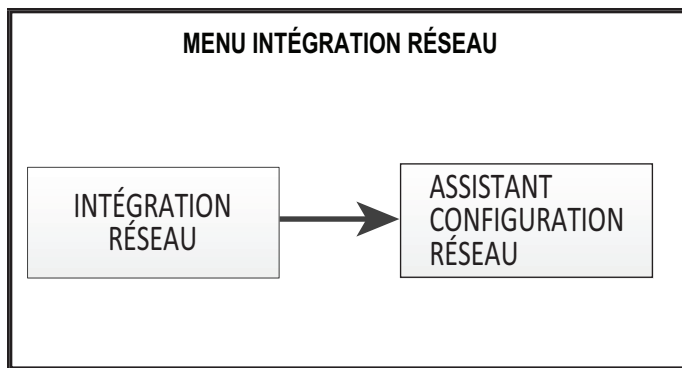 MENU INTÉGRATION RÉSEAU
INTÉGRATION
RÉSEAU
ASSISTANT
CONFIGURATION
RÉSEAU